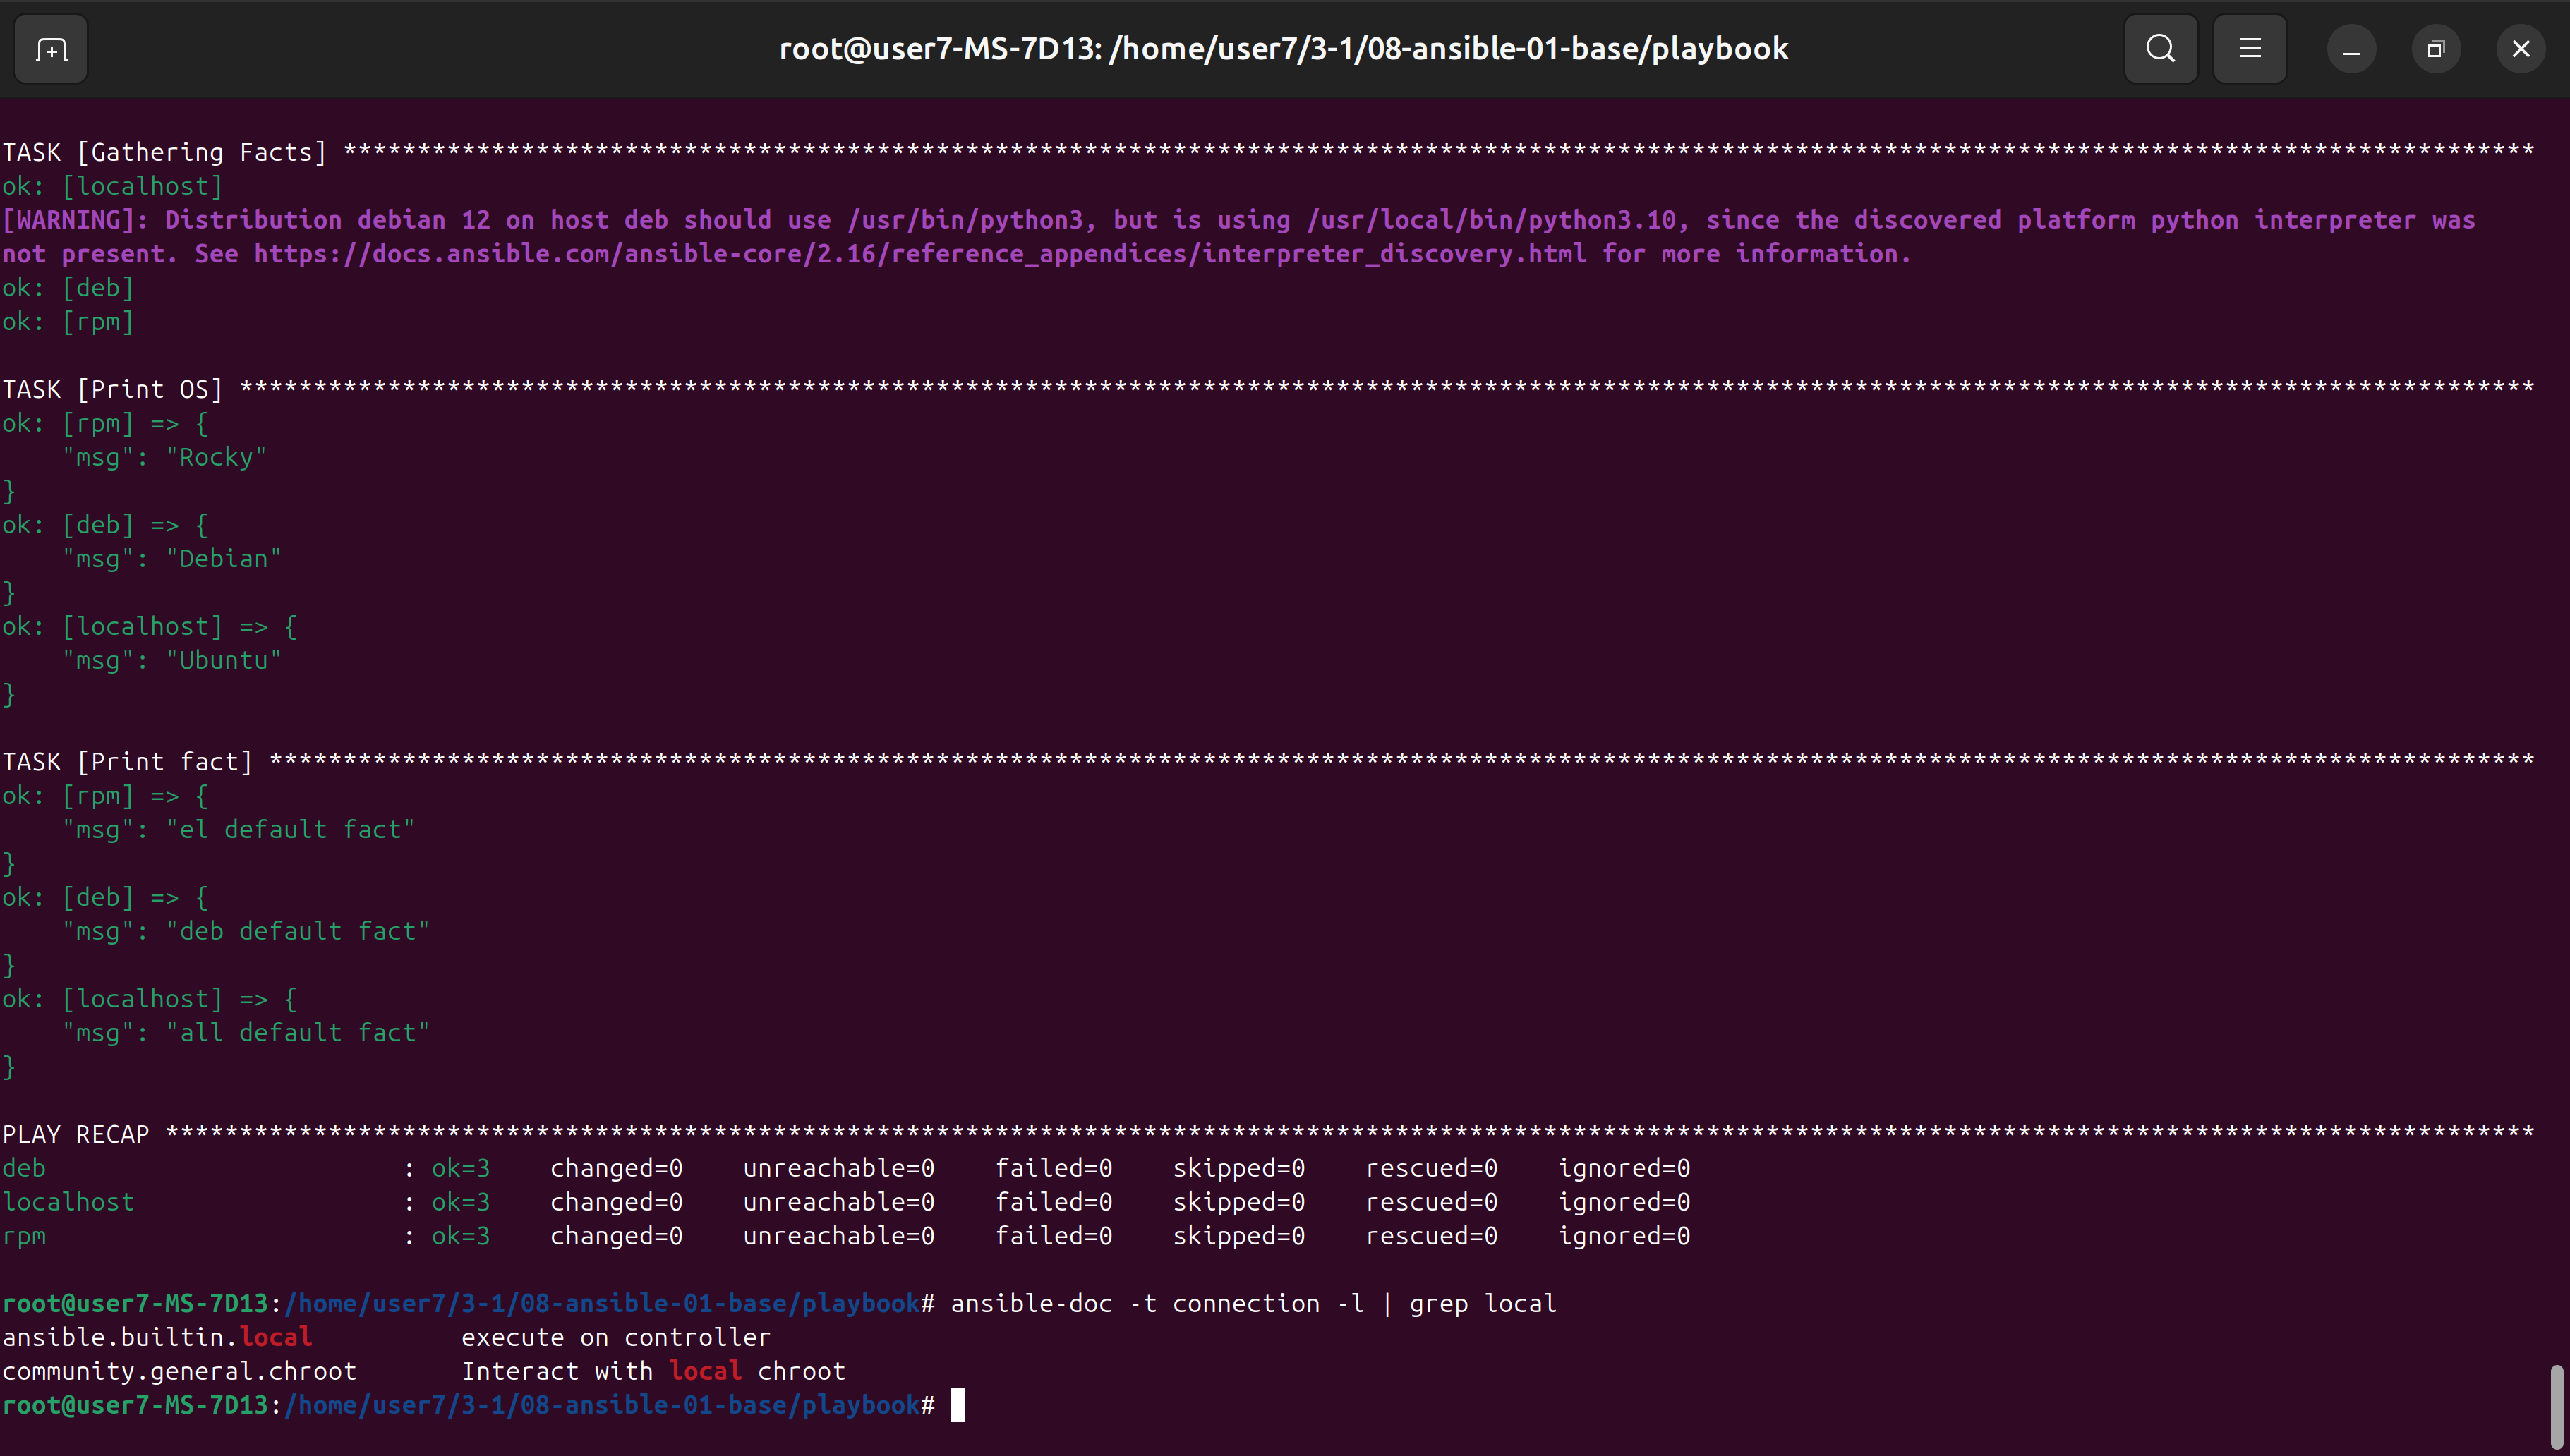 root@user7-MS-7D13: /home/user7/3-1/08-ansible-01-base/playbook
TASK [Gathering Facts] ****************************************************************************************************************************************************
ok: [localhost]
[WARNING]: Distribution debian 12 on host deb should use /usr/bin/python3, but is using /usr/local/bin/python3.10, since the discovered platform python interpreter was
not present. See https://docs.ansible.com/ansible-core/2.16/reference_appendices/interpreter_discovery.html for more information.
ok: [deb]
ok: [rpm]
TASK [Print OS] ***********************************************************************************************************************************************************
ok: [rpm] => {
    "msg": "Rocky"
}
ok: [deb] => {
    "msg": "Debian"
}
ok: [localhost] => {
    "msg": "Ubuntu"
}
TASK [Print fact] *********************************************************************************************************************************************************
ok: [rpm] => {
    "msg": "el default fact"
}
ok: [deb] => {
    "msg": "deb default fact"
}
ok: [localhost] => {
    "msg": "all default fact"
}
PLAY RECAP ****************************************************************************************************************************************************************
deb                        : ok=3    changed=0    unreachable=0    failed=0    skipped=0    rescued=0    ignored=0
localhost                  : ok=3    changed=0    unreachable=0    failed=0    skipped=0    rescued=0    ignored=0
rpm                        : ok=3    changed=0    unreachable=0    failed=0    skipped=0    rescued=0    ignored=0
root@user7-MS-7D13:/home/user7/3-1/08-ansible-01-base/playbook# ansible-doc -t connection -l | grep local
ansible.builtin.local          execute on controller
community.general.chroot       Interact with local chroot
root@user7-MS-7D13:/home/user7/3-1/08-ansible-01-base/playbook#